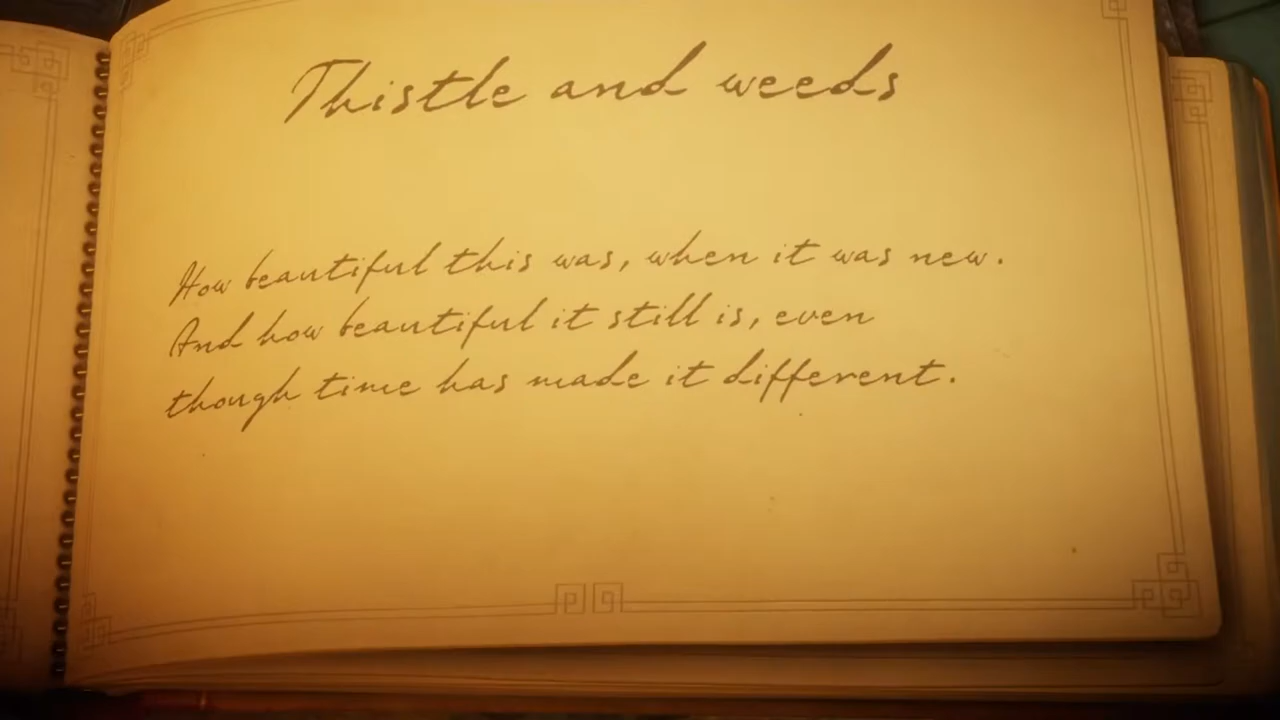 Thistle and weeds
How beautiful this was, when it was new.
And how beautiful it still is, even
though time has made it different.